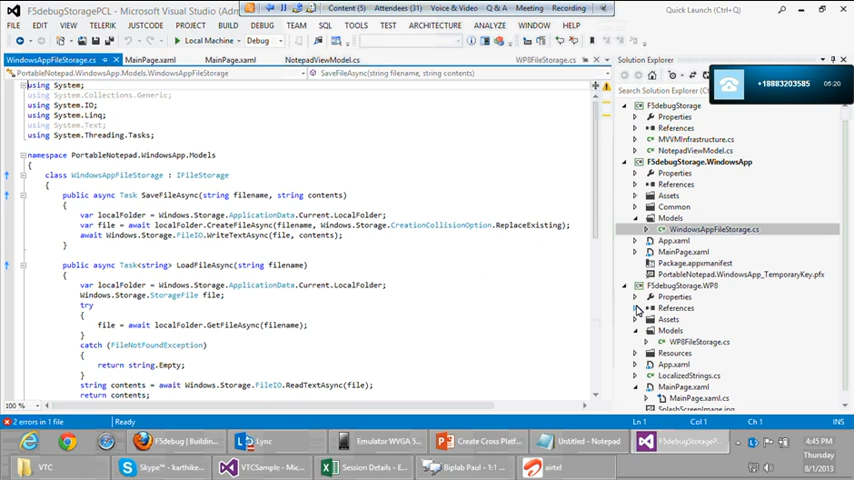 F5debugStoragePCL - Microsoft Visual Studio (Adm
Content (5) Attendees (31) Voice & Video Q & A Meeting Recording
Quick Launch (Ctrl+Q)
FILE EDIT VIEW TELERIK JUSTCODE PROJECT BUILD DEBUG TEAM SQL TOOLS TEST ARCHITECTURE ANALYZE WINDOW HELP
Local Machine Debug
WindowsAppFileStorage.cs MainPage.xaml MainPage.xaml NotepadViewModel.cs WP8FileStorage.cs
PortableNotepad.WindowsApp.Models.WindowsAppFileStorage SaveFileAsync(string filename, string contents)
using System;
using System.Collections.Generic;
using System.IO;
using System.Linq;
using System.Text;
using System.Threading.Tasks;
namespace PortableNotepad.WindowsApp.Models
{
class WindowsAppFileStorage : IFileStorage
{
public async Task SaveFileAsync(string filename, string contents)
{
var localFolder = Windows.Storage.ApplicationData.Current.LocalFolder;
var file = await localFolder.CreateFileAsync(filename, Windows.Storage.CreationCollisionOption.ReplaceExisting);
await Windows.Storage.FileIO.WriteTextAsync(file, contents);
}
public async Task<string> LoadFileAsync(string filename)
{
var localFolder = Windows.Storage.ApplicationData.Current.LocalFolder;
Windows.Storage.StorageFile file;
try
{
file = await localFolder.GetFileAsync(filename);
}
catch (FileNotFoundException)
{
return string.Empty;
}
string contents = await Windows.Storage.FileIO.ReadTextAsync(file);
return contents;
100 %
Solution Explorer
+18883203585 05:20
Search Solution Explorer
F5debugStorage
Properties
References
MVVMInfrastructure.cs
NotepadViewModel.cs
F5debugStorage.WindowsApp
Properties
References
Assets
Common
Models
WindowsAppFileStorage.cs
App.xaml
MainPage.xaml
Package.appxmanifest
PortableNotepad.WindowsApp_TemporaryKey.pfx
F5debugStorage.WP8
Properties
References
Assets
Models
WP8FileStorage.cs
Resources
App.xaml
LocalizedStrings.cs
MainPage.xaml
MainPage.xaml.cs
SplashScreenImage.jpg
2 errors in 1 file Ready Ln 1 Col 1 Ch 1 INS
F5debug | Building... Lync Emulator WVGA 5... Create Cross Platf... Untitled - Notepad F5debugStorageP...
VTC Skype™ - karthike... VTCSample - Mic... Session Details - E... Biplab Paul - 1:1 ... airtel
4:45 PM
Thursday
8/1/2013